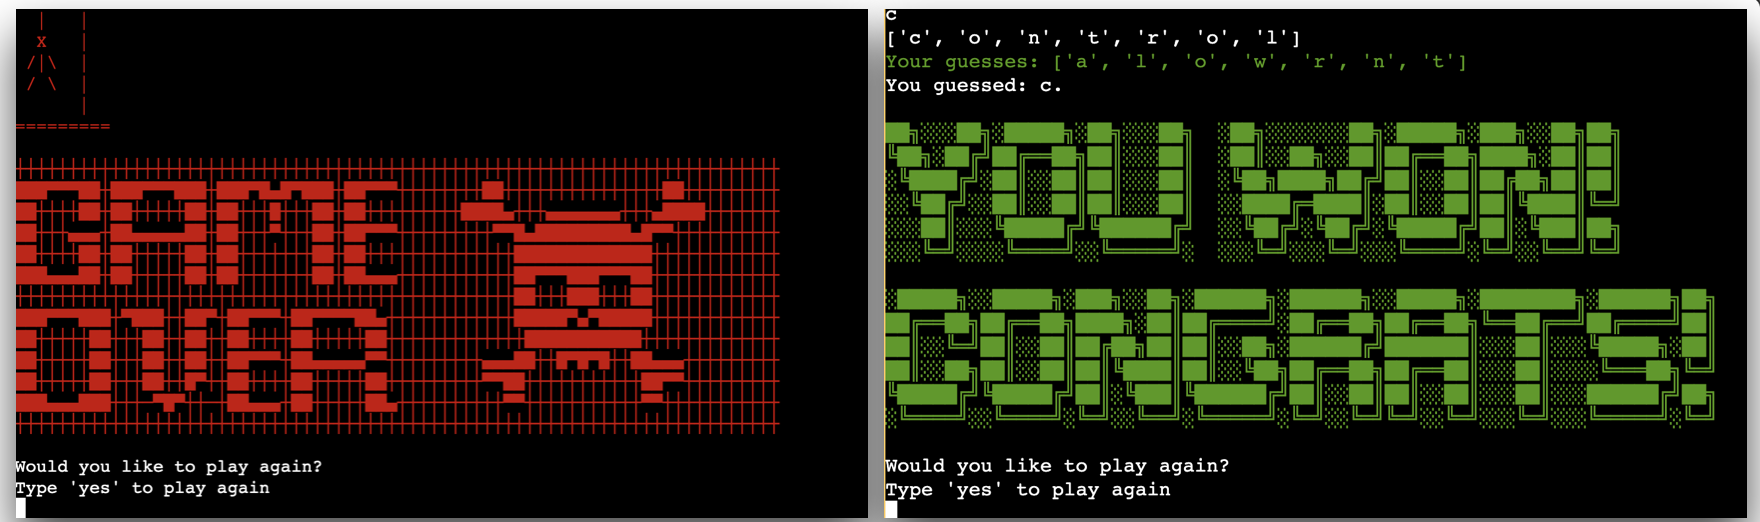 GAME
OVER
Would you like to play again?
Type 'yes' to play again
c
['c', 'o', 'n', 't', 'r', 'o', 'l']
Your guesses: ['a', 'l', 'o', 'w', 'r', 'n', 't']
You guessed: c.
YOU WON!
CONGRATS!
Would you like to play again?
Type 'yes' to play again